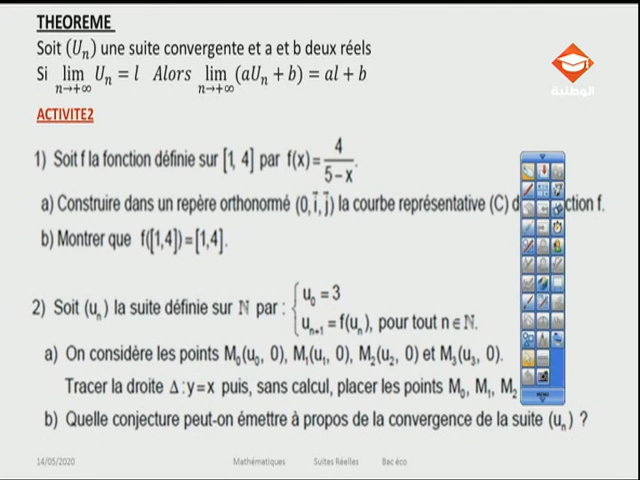 THEOREME
Soit (Uₙ) une suite convergente et a et b deux réels
Si lim Uₙ = l Alors lim (aUₙ + b) = al + b
n→+∞ n→+∞
ACTIVITE2
1) Soit f la fonction définie sur [1, 4] par f(x)= 4/(5−x).
a) Construire dans un repère orthonormé (0, i⃗, j⃗) la courbe représentative (C) d ction f.
b) Montrer que f([1,4])=[1,4].
2) Soit (uₙ) la suite définie sur ℕ par : { u₀ = 3
uₙ₊₁ = f(uₙ), pour tout n∈ℕ.
a) On considère les points M₀(u₀, 0), M₁(u₁, 0), M₂(u₂, 0) et M₃(u₃, 0).
Tracer la droite Δ:y=x puis, sans calcul, placer les points M₀, M₁, M₂
b) Quelle conjecture peut-on émettre à propos de la convergence de la suite (uₙ) ?
14/05/2020 Mathématiques Suites Réelles Bac éco
الوطنية